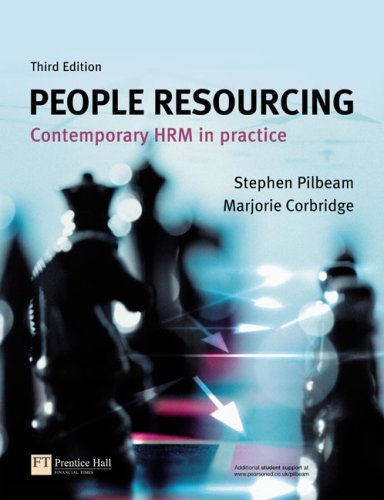 Third Edition
PEOPLE RESOURCING
Contemporary HRM in practice
Stephen Pilbeam
Marjorie Corbridge
FT
Prentice Hall
FINANCIAL TIMES
Additional student support at
www.pearsoned.co.uk/pilbeam